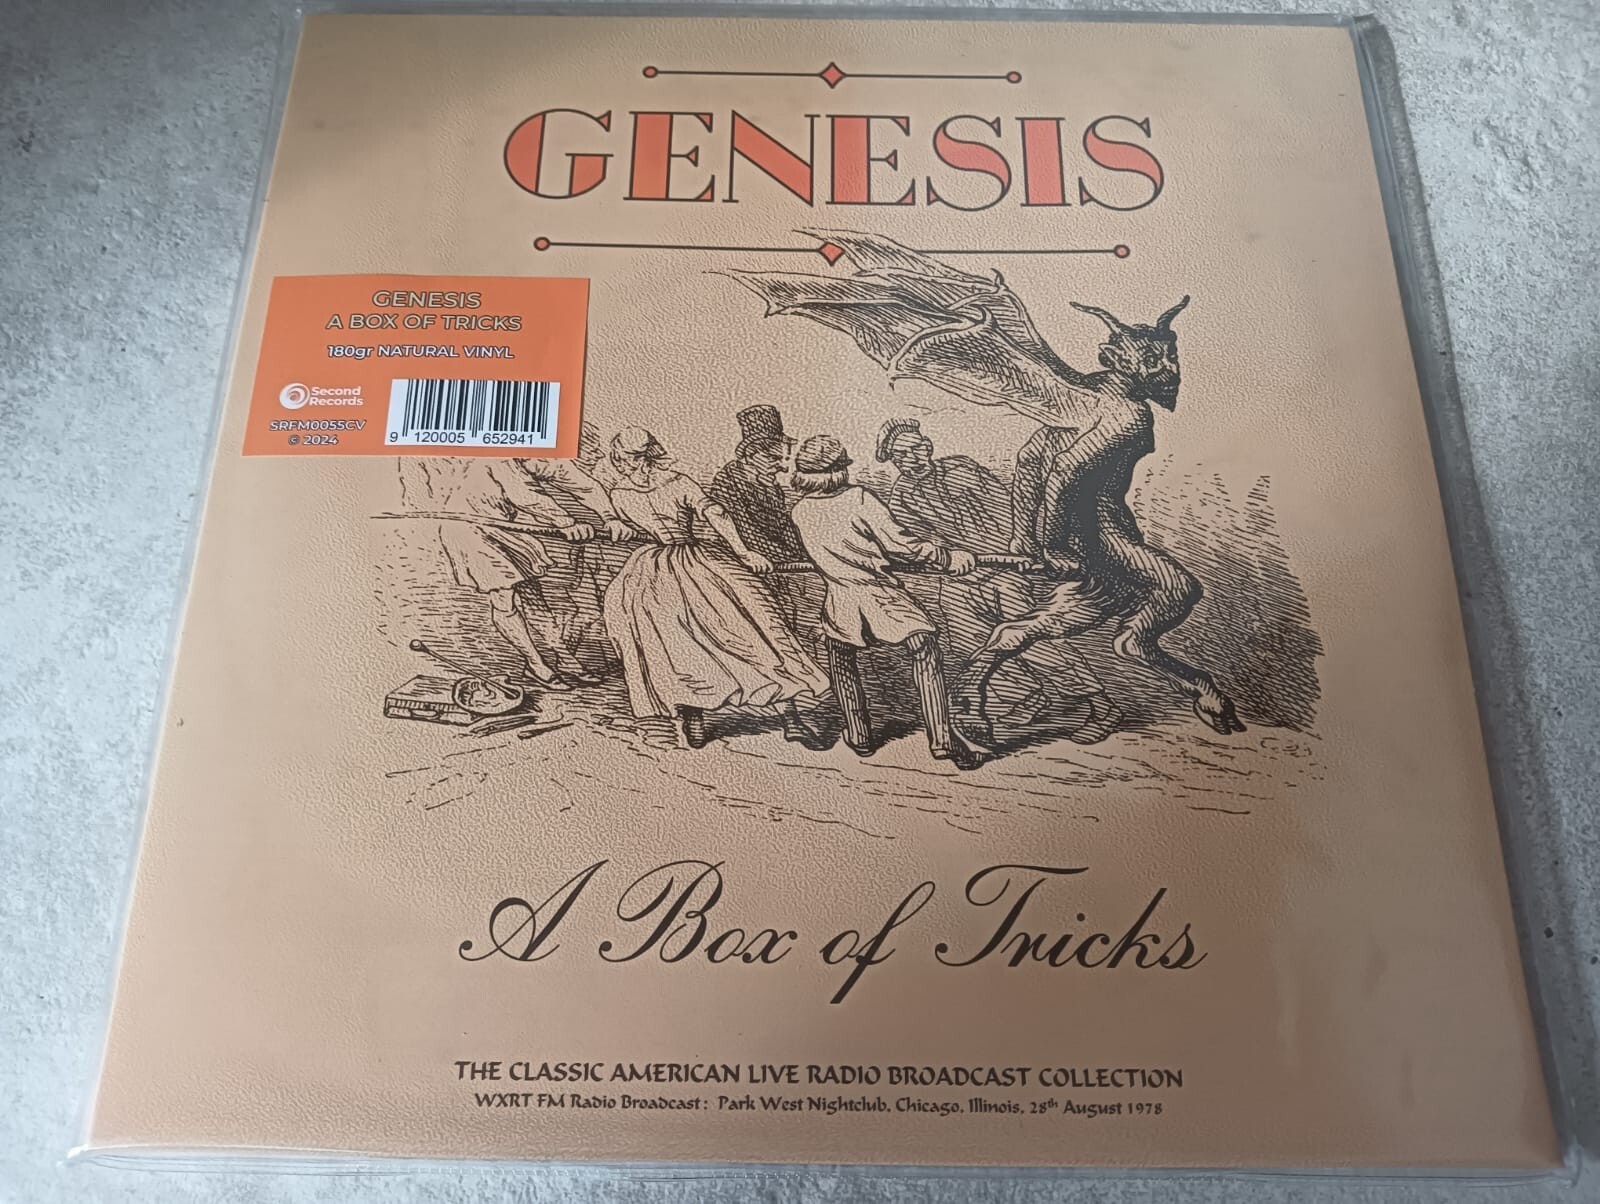 GENESIS
GENESIS
A BOX OF TRICKS
180gr NATURAL VINYL
Second
Records
SRFM0055CV
© 2024
9 120005 652941
A Box of Tricks
THE CLASSIC AMERICAN LIVE RADIO BROADCAST COLLECTION
WXRT FM Radio Broadcast: Park West Nightclub, Chicago, Illinois, 28th August 1978